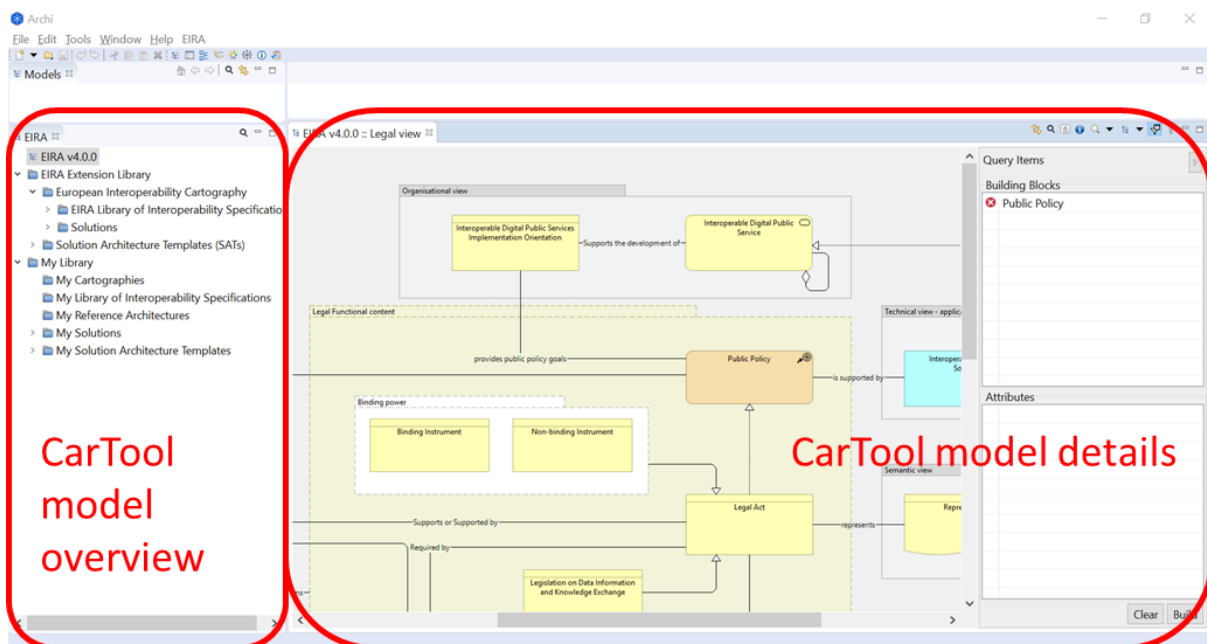 Archi
File Edit Tools Window Help EIRA
Models
EIRA
EIRA v4.0.0 :: Legal view
EIRA v4.0.0
EIRA Extension Library
European Interoperability Cartography
EIRA Library of Interoperability Specificatio
Solutions
Solution Architecture Templates (SATs)
My Library
My Cartographies
My Library of Interoperability Specifications
My Reference Architectures
My Solutions
My Solution Architecture Templates
CarTool
model
overview
Organisational view
Interoperable Digital Public Services
Implementation Orientation
Supports the development of
Interoperable Digital Public
Service
Legal Functional content
Technical view - applica
provides public policy goals
Public Policy
is supported by
Interopera
So
Binding power
Binding Instrument
Non-binding Instrument
CarTool model details
Semantic view
Legal Act
Supports or Supported by
represents
Repre
Required by
Legislation on Data Information
and Knowledge Exchange
ns
Query Items
Building Blocks
Public Policy
Attributes
Clear
Build